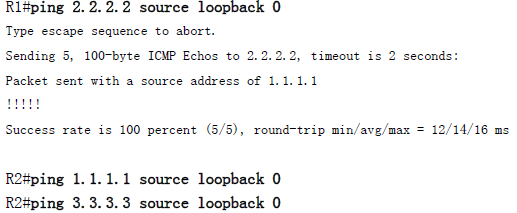 R1#ping 2.2.2.2 source loopback 0
Type escape sequence to abort.
Sending 5, 100-byte ICMP Echos to 2.2.2.2, timeout is 2 seconds:
Packet sent with a source address of 1.1.1.1
!!!!!
Success rate is 100 percent (5/5), round-trip min/avg/max = 12/14/16 ms
R2#ping 1.1.1.1 source loopback 0
R2#ping 3.3.3.3 source loopback 0